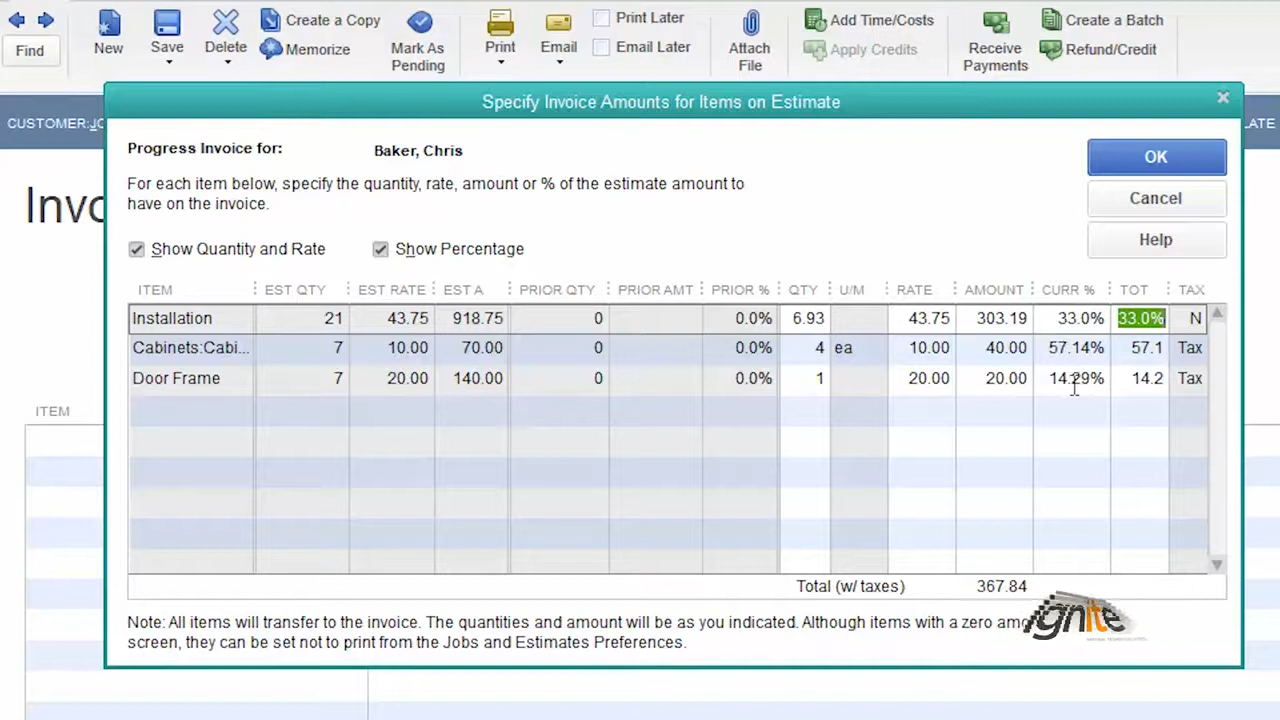 Find
New
Save
Delete
Create a Copy
Memorize
Mark As
Pending
Print
Email
Print Later
Email Later
Attach
File
Add Time/Costs
Apply Credits
Receive
Payments
Create a Batch
Refund/Credit
CUSTOMER:JO
LATE
Invo
ITEM
Specify Invoice Amounts for Items on Estimate
Progress Invoice for: Baker, Chris
For each item below, specify the quantity, rate, amount or % of the estimate amount to
have on the invoice.
OK
Cancel
Help
Show Quantity and Rate Show Percentage
ITEM EST QTY EST RATE EST A PRIOR QTY PRIOR AMT PRIOR % QTY U/M RATE AMOUNT CURR % TOT TAX
Installation 21 43.75 918.75 0 0.0% 6.93 43.75 303.19 33.0% 33.0% N
Cabinets:Cabi... 7 10.00 70.00 0 0.0% 4 ea 10.00 40.00 57.14% 57.1 Tax
Door Frame 7 20.00 140.00 0 0.0% 1 20.00 20.00 14.29% 14.2 Tax
Total (w/ taxes) 367.84
Note: All items will transfer to the invoice. The quantities and amount will be as you indicated. Although items with a zero amo
screen, they can be set not to print from the Jobs and Estimates Preferences.
ignite